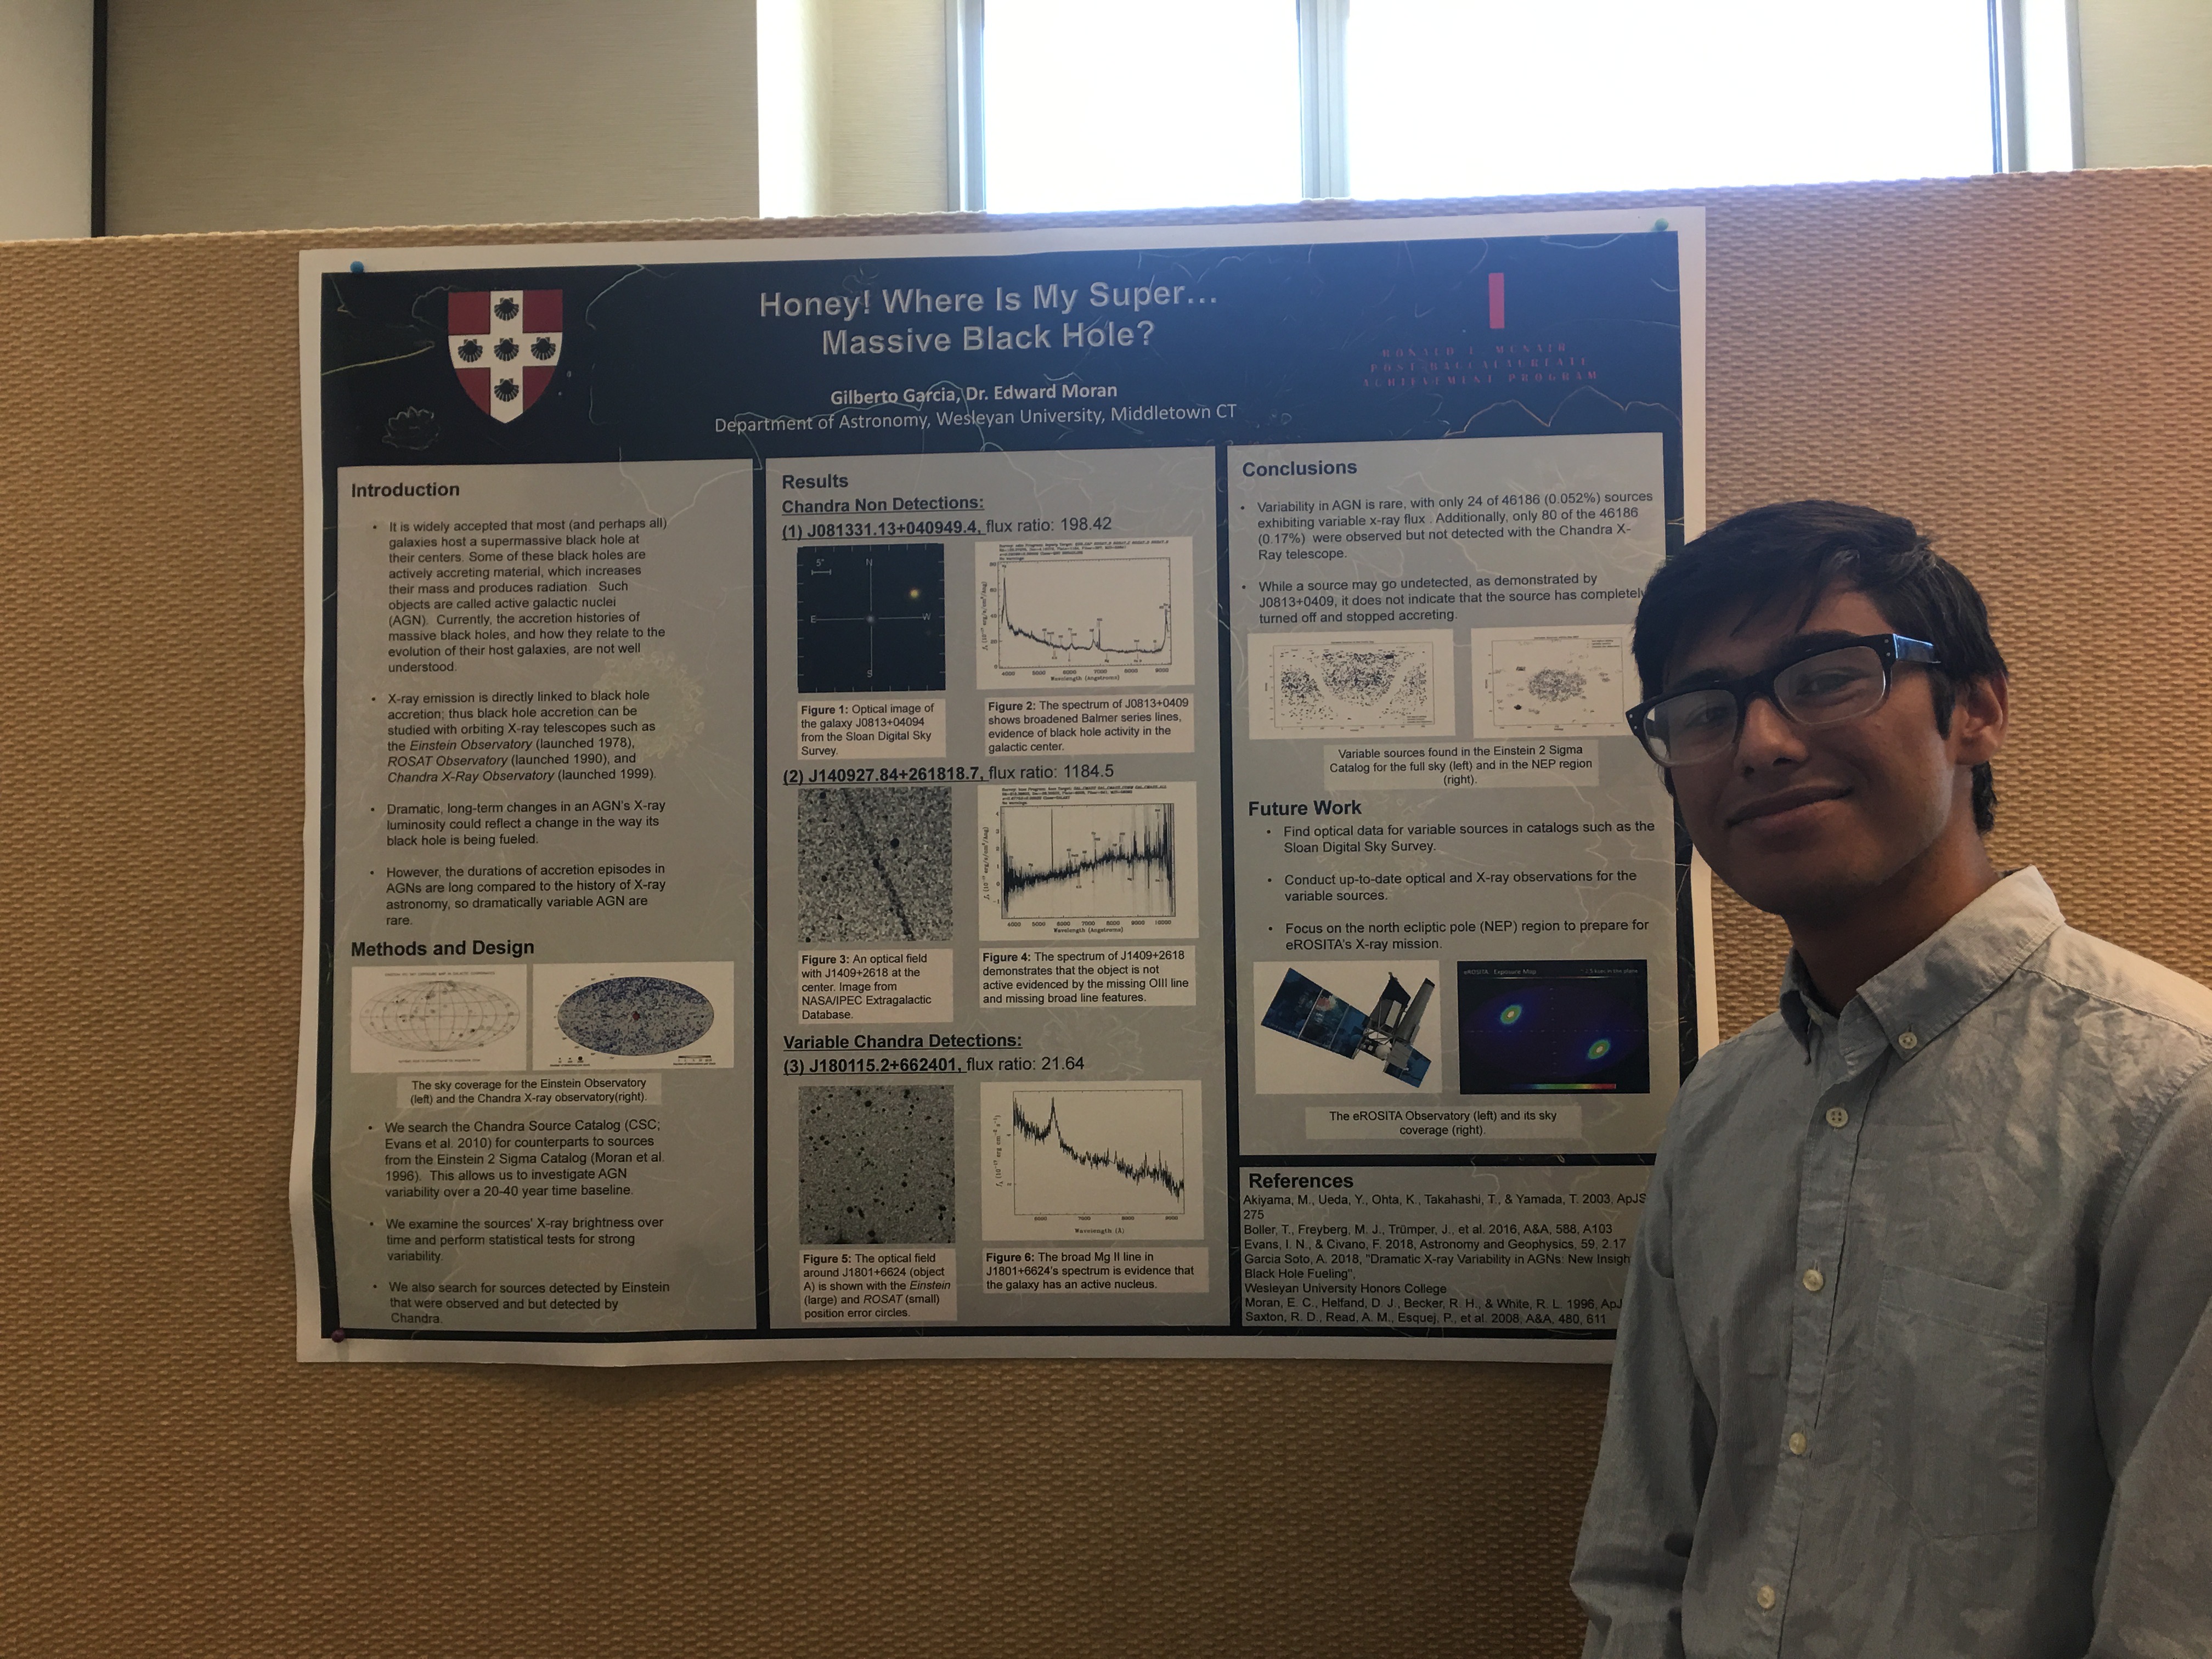 Honey! Where Is My Super...
Massive Black Hole?
Gilberto Garcia, Dr. Edward Moran
Department of Astronomy, Wesleyan University, Middletown CT
RONALD E. MCNAIR
POST-BACCALAUREATE
ACHIEVEMENT PROGRAM
Introduction
• It is widely accepted that most (and perhaps all)
galaxies host a supermassive black hole at
their centers. Some of these black holes are
actively accreting material, which increases
their mass and produces radiation. Such
objects are called active galactic nuclei
(AGN). Currently, the accretion histories of
massive black holes, and how they relate to the
evolution of their host galaxies, are not well
understood.
• X-ray emission is directly linked to black hole
accretion; thus black hole accretion can be
studied with orbiting X-ray telescopes such as
the Einstein Observatory (launched 1978),
ROSAT Observatory (launched 1990), and
Chandra X-Ray Observatory (launched 1999).
• Dramatic, long-term changes in an AGN's X-ray
luminosity could reflect a change in the way its
black hole is being fueled.
• However, the durations of accretion episodes in
AGNs are long compared to the history of X-ray
astronomy, so dramatically variable AGN are
rare.
Methods and Design
The sky coverage for the Einstein Observatory
(left) and the Chandra X-ray observatory(right).
• We search the Chandra Source Catalog (CSC;
Evans et al. 2010) for counterparts to sources
from the Einstein 2 Sigma Catalog (Moran et al.
1996). This allows us to investigate AGN
variability over a 20-40 year time baseline.
• We examine the sources' X-ray brightness over
time and perform statistical tests for strong
variability.
• We also search for sources detected by Einstein
that were observed and but detected by
Chandra.
Results
Chandra Non Detections:
(1) J081331.13+040949.4, flux ratio: 198.42
5"
N
E
W
S
Wavelength (Angstroms)
Figure 1: Optical image of
the galaxy J0813+04094
from the Sloan Digital Sky
Survey.
Figure 2: The spectrum of J0813+0409
shows broadened Balmer series lines,
evidence of black hole activity in the
galactic center.
(2) J140927.84+261818.7, flux ratio: 1184.5
4000 5000 6000 7000 8000 9000 10000
Wavelength (Angstroms)
Figure 3: An optical field
with J1409+2618 at the
center. Image from
NASA/IPEC Extragalactic
Database.
Figure 4: The spectrum of J1409+2618
demonstrates that the object is not
active evidenced by the missing OIII line
and missing broad line features.
Variable Chandra Detections:
(3) J180115.2+662401, flux ratio: 21.64
Wavelength (Å)
Figure 5: The optical field
around J1801+6624 (object
A) is shown with the Einstein
(large) and ROSAT (small)
position error circles.
Figure 6: The broad Mg II line in
J1801+6624's spectrum is evidence that
the galaxy has an active nucleus.
Conclusions
• Variability in AGN is rare, with only 24 of 46186 (0.052%) sources
exhibiting variable x-ray flux . Additionally, only 80 of the 46186
(0.17%) were observed but not detected with the Chandra X-
Ray telescope.
• While a source may go undetected, as demonstrated by
J0813+0409, it does not indicate that the source has completely
turned off and stopped accreting.
Variable sources found in the Einstein 2 Sigma
Catalog for the full sky (left) and in the NEP region
(right).
Future Work
• Find optical data for variable sources in catalogs such as the
Sloan Digital Sky Survey.
• Conduct up-to-date optical and X-ray observations for the
variable sources.
• Focus on the north ecliptic pole (NEP) region to prepare for
eROSITA's X-ray mission.
eROSITA Exposure Map
The eROSITA Observatory (left) and its sky
coverage (right).
References
Akiyama, M., Ueda, Y., Ohta, K., Takahashi, T., & Yamada, T. 2003, ApJS
275
Boller, T., Freyberg, M. J., Trümper, J., et al. 2016, A&A, 588, A103
Evans, I. N., & Civano, F. 2018, Astronomy and Geophysics, 59, 2.17
Garcia Soto, A. 2018, "Dramatic X-ray Variability in AGNs: New Insigh
Black Hole Fueling",
Wesleyan University Honors College
Moran, E. C., Helfand, D. J., Becker, R. H., & White, R. L. 1996, ApJ
Saxton, R. D., Read, A. M., Esquej, P., et al. 2008, A&A, 480, 611